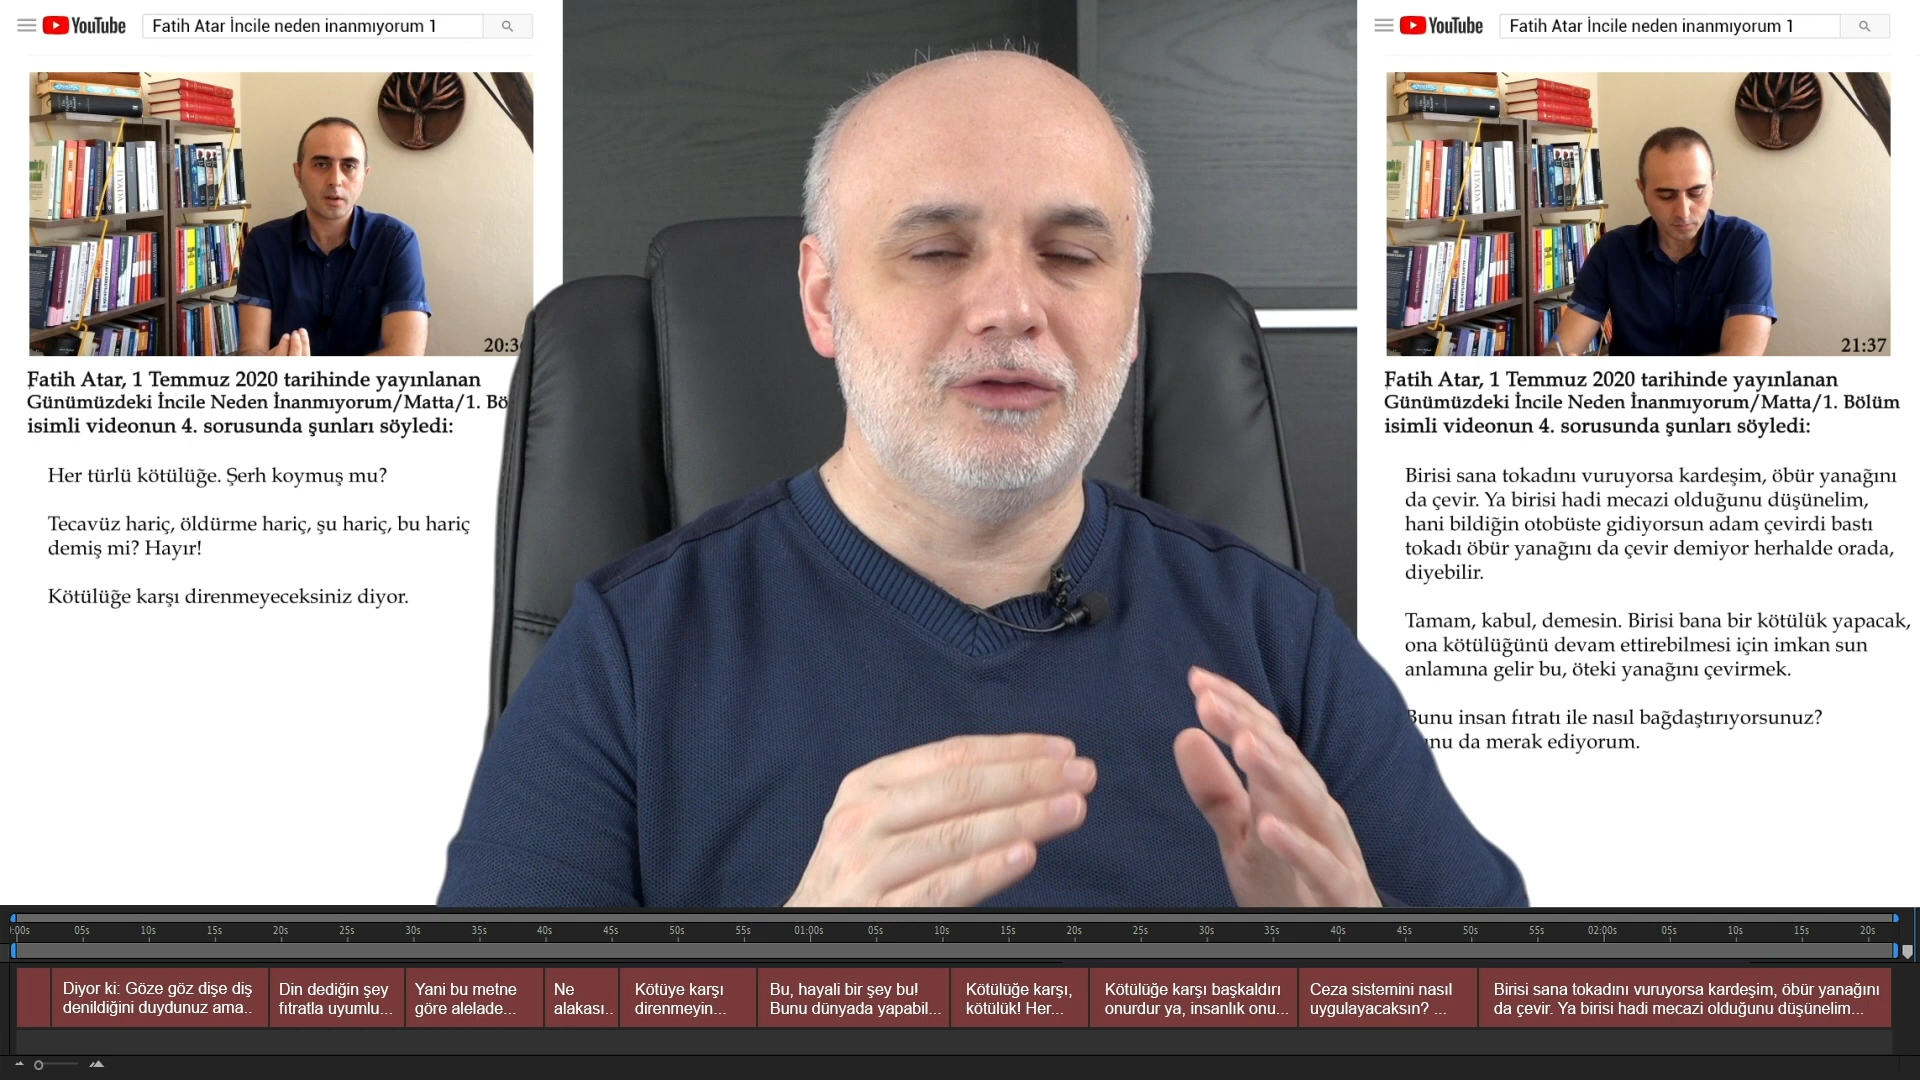 YouTube
Fatih Atar İncile neden inanmıyorum 1
Fatih Atar, 1 Temmuz 2020 tarihinde yayınlanan
Günümüzdeki İncile Neden İnanmıyorum/Matta/1. Bö
isimli videonun 4. sorusunda şunları söyledi:
Her türlü kötülüğe. Şerh koymuş mu?
Tecavüz hariç, öldürme hariç, şu hariç, bu hariç
demiş mi? Hayır!
Kötülüğe karşı direnmeyeceksiniz diyor.
YouTube
Fatih Atar İncile neden inanmıyorum 1
21:37
Fatih Atar, 1 Temmuz 2020 tarihinde yayınlanan
Günümüzdeki İncile Neden İnanmıyorum/Matta/1. Bölüm
isimli videonun 4. sorusunda şunları söyledi:
Birisi sana tokadını vuruyorsa kardeşim, öbür yanağını
da çevir. Ya birisi hadi mecazi olduğunu düşünelim,
hani bildiğin otobüste gidiyorsun adam çevirdi bastı
tokadı öbür yanağını da çevir demiyor herhalde orada,
diyebilir.
Tamam, kabul, demesin. Birisi bana bir kötülük yapacak,
ona kötülüğünü devam ettirebilmesi için imkan sun
anlamına gelir bu, öteki yanağını çevirmek.
Bunu insan fıtratı ile nasıl bağdaştırıyorsunuz?
nu da merak ediyorum.
:00s 05s 10s 15s 20s 25s 30s 35s 40s 45s 50s 55s 01:00s 05s 10s 15s 20s 25s 30s 35s 40s 45s 50s 55s 02:00s 05s 10s 15s 20s
Diyor ki: Göze göz dişe diş
denildiğini duydunuz ama..
Din dediğin şey
fıtratla uyumlu...
Yani bu metne
göre alelade...
Ne
alakası..
Kötüye karşı
direnmeyin...
Bu, hayali bir şey bu!
Bunu dünyada yapabil...
Kötülüğe karşı,
kötülük! Her...
Kötülüğe karşı başkaldırı
onurdur ya, insanlık onu...
Ceza sistemini nasıl
uygulayacaksın? ...
Birisi sana tokadını vuruyorsa kardeşim, öbür yanağını
da çevir. Ya birisi hadi mecazi olduğunu düşünelim...